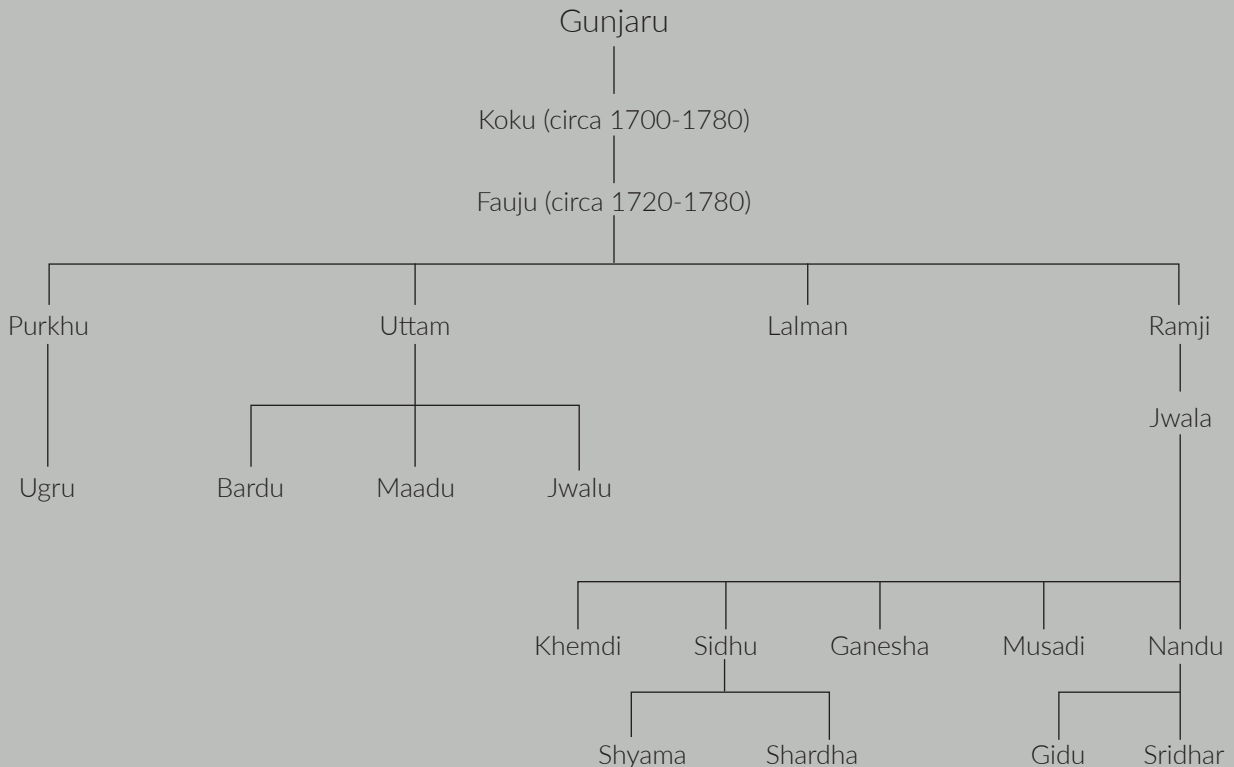 Gunjaru
Koku (circa 1700-1780)
Fauju (circa 1720-1780)
Purkhu Uttam Lalman Ramji
Jwala
Ugru Bardu Maadu Jwalu
Khemdi Sidhu Ganesha Musadi Nandu
Shyama Shardha Gidu Sridhar